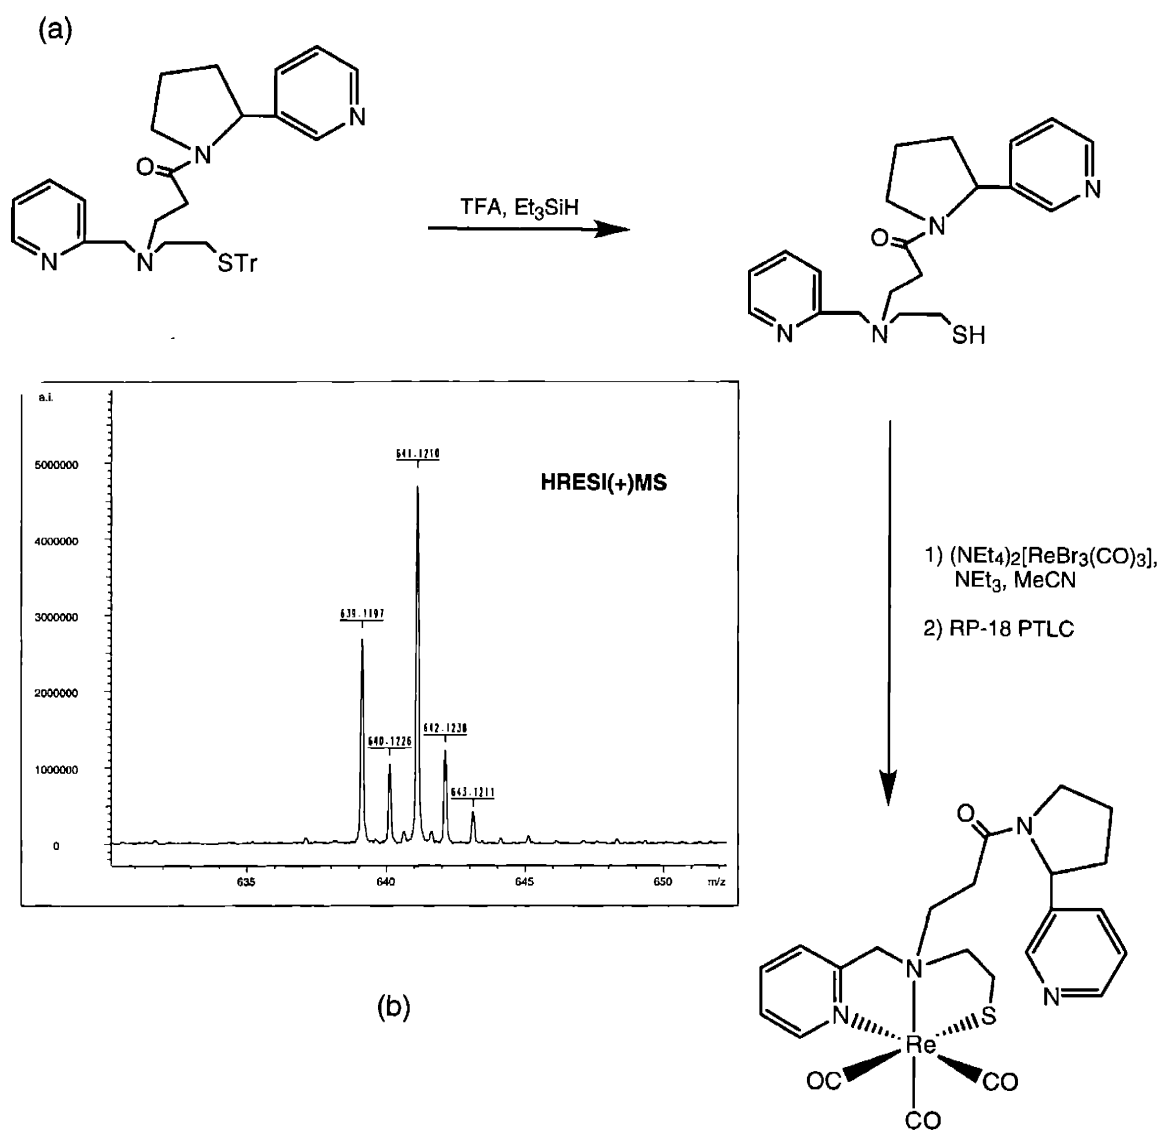 (a)
N
N
O
N
N
STr
TFA, Et3SiH
N
N
O
N
N
SH
a.i.
5000000
4000000
3000000
2000000
1000000
0
641.1210
639.1197
642.1238
640.1226
643.1211
HRESI(+)MS
635
640
645
650
m/z
1) (NEt4)2[ReBr3(CO)3],
NEt3, MeCN
2) RP-18 PTLC
(b)
O
N
N
N
N
S
Re
OC
CO
CO